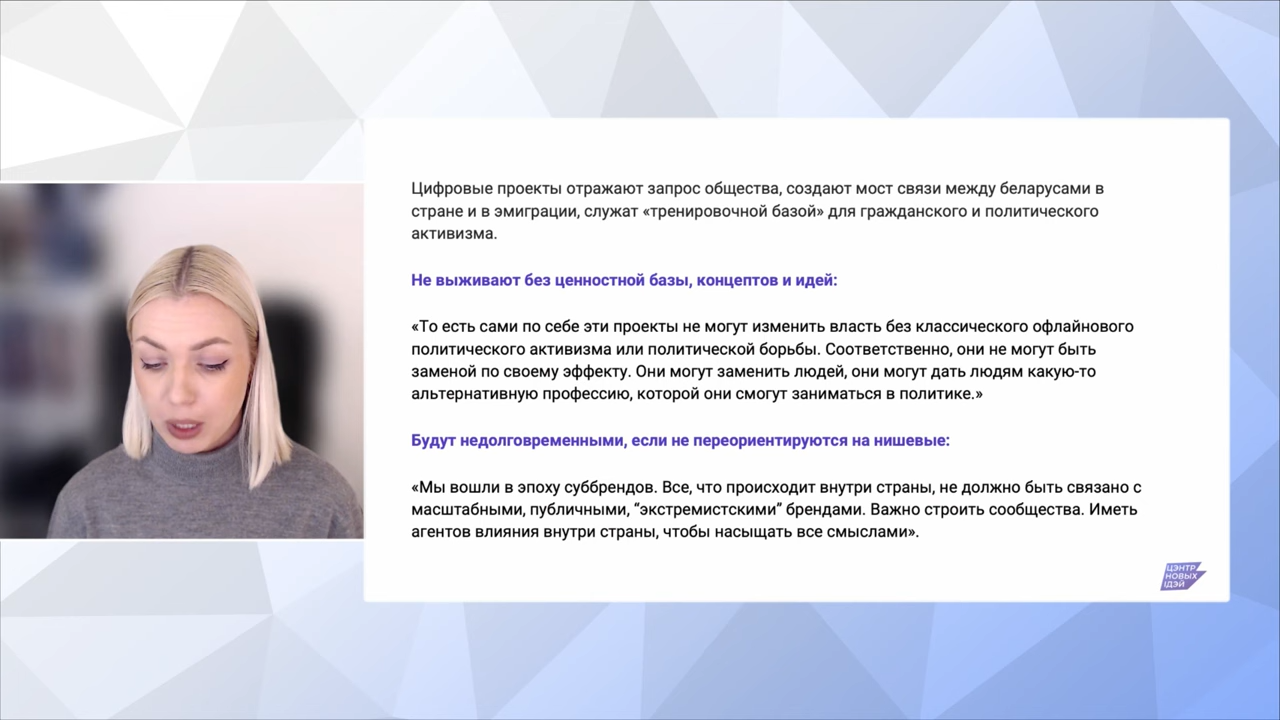 Цифровые проекты отражают запрос общества, создают мост связи между беларусами в
стране и в эмиграции, служат «тренировочной базой» для гражданского и политического
активизма.
Не выживают без ценностной базы, концептов и идей:
«То есть сами по себе эти проекты не могут изменить власть без классического офлайнового
политического активизма или политической борьбы. Соответственно, они не могут быть
заменой по своему эффекту. Они могут заменить людей, они могут дать людям какую-то
альтернативную профессию, которой они смогут заниматься в политике.»
Будут недолговременными, если не переориентируются на нишевые:
«Мы вошли в эпоху суббрендов. Все, что происходит внутри страны, не должно быть связано с
масштабными, публичными, “экстремистскими” брендами. Важно строить сообщества. Иметь
агентов влияния внутри страны, чтобы насыщать все смыслами».
ЦЭНТР
НОВЫХ
ІДЭЙ